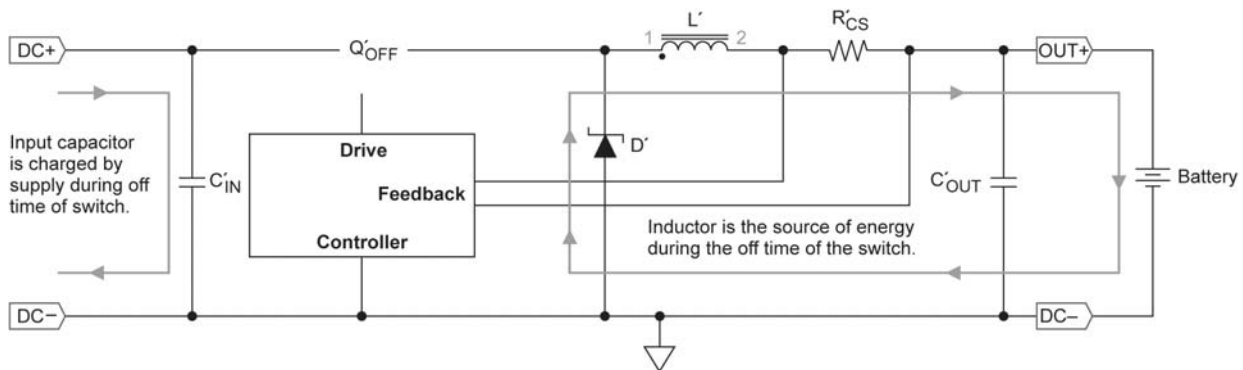 DC+
Q′OFF
1
L′
2
R′CS
OUT+
Input capacitor
is charged by
supply during off
time of switch.
C′IN
Drive
Feedback
Controller
D′
Inductor is the source of energy
during the off time of the switch.
C′OUT
Battery
DC–
DC–